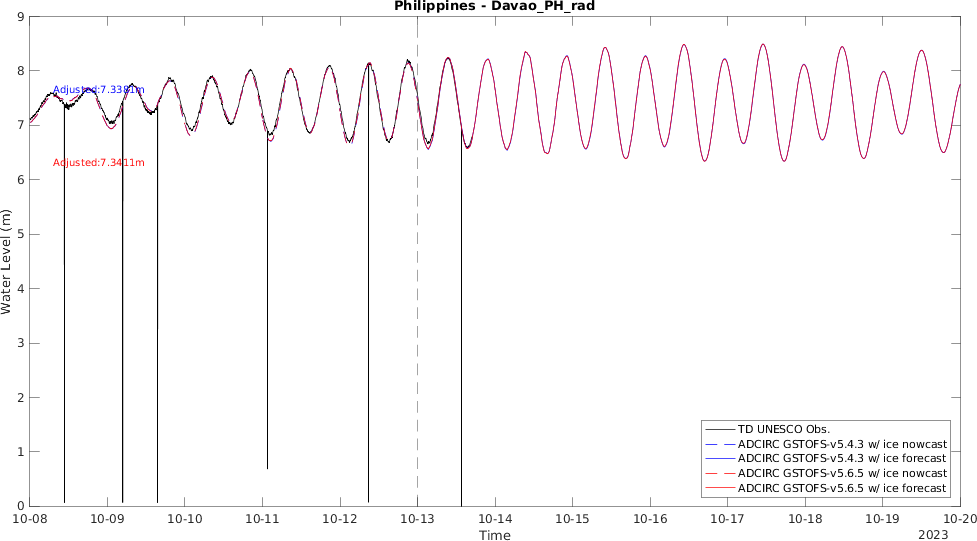 Philippines - Davao_PH_rad
9
8
7
6
5
4
3
2
1
0
Water Level (m)
Adjusted:7.3381m
Adjusted:7.3411m
TD UNESCO Obs.
ADCIRC GSTOFS-v5.4.3 w/ ice nowcast
ADCIRC GSTOFS-v5.4.3 w/ ice forecast
ADCIRC GSTOFS-v5.6.5 w/ ice nowcast
ADCIRC GSTOFS-v5.6.5 w/ ice forecast
10-08 10-09 10-10 10-11 10-12 10-13 10-14 10-15 10-16 10-17 10-18 10-19 10-20
Time
2023